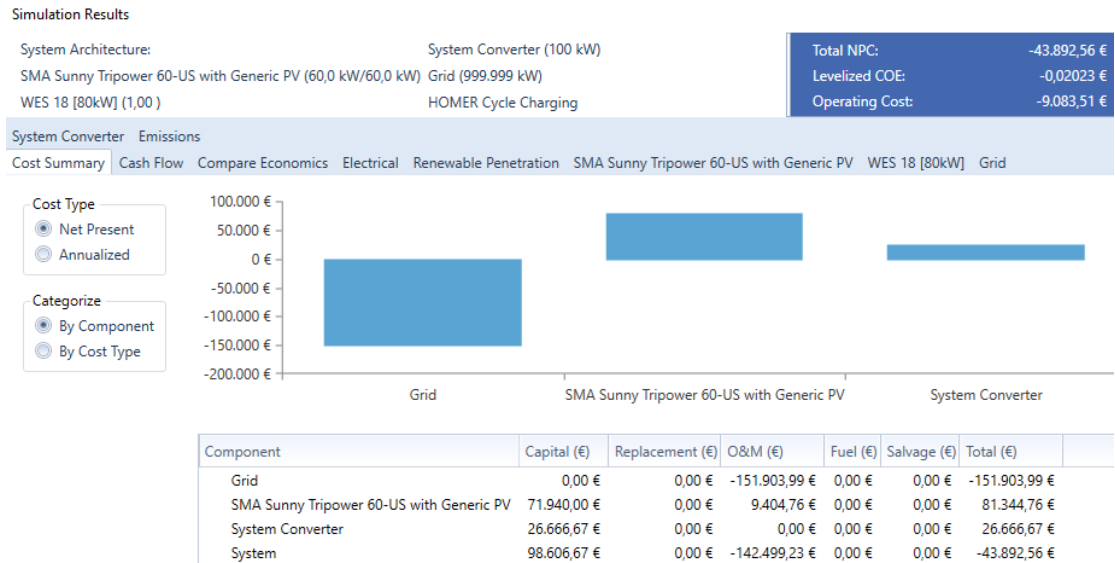 Simulation Results
System Architecture:
SMA Sunny Tripower 60-US with Generic PV (60,0 kW/60,0 kW)
WES 18 [80kW] (1,00 )
System Converter (100 kW)
Grid (999.999 kW)
HOMER Cycle Charging
Total NPC: -43.892,56 €
Levelized COE: -0,02023 €
Operating Cost: -9.083,51 €
System Converter Emissions
Cost Summary Cash Flow Compare Economics Electrical Renewable Penetration SMA Sunny Tripower 60-US with Generic PV WES 18 [80kW] Grid
Cost Type
Net Present
Annualized
Categorize
By Component
By Cost Type
100.000 €
50.000 €
0 €
-50.000 €
-100.000 €
-150.000 €
-200.000 €
Grid SMA Sunny Tripower 60-US with Generic PV System Converter
Component Capital (€) Replacement (€) O&M (€) Fuel (€) Salvage (€) Total (€)
Grid 0,00 € 0,00 € -151.903,99 € 0,00 € 0,00 € -151.903,99 €
SMA Sunny Tripower 60-US with Generic PV 71.940,00 € 0,00 € 9.404,76 € 0,00 € 0,00 € 81.344,76 €
System Converter 26.666,67 € 0,00 € 0,00 € 0,00 € 0,00 € 26.666,67 €
System 98.606,67 € 0,00 € -142.499,23 € 0,00 € 0,00 € -43.892,56 €